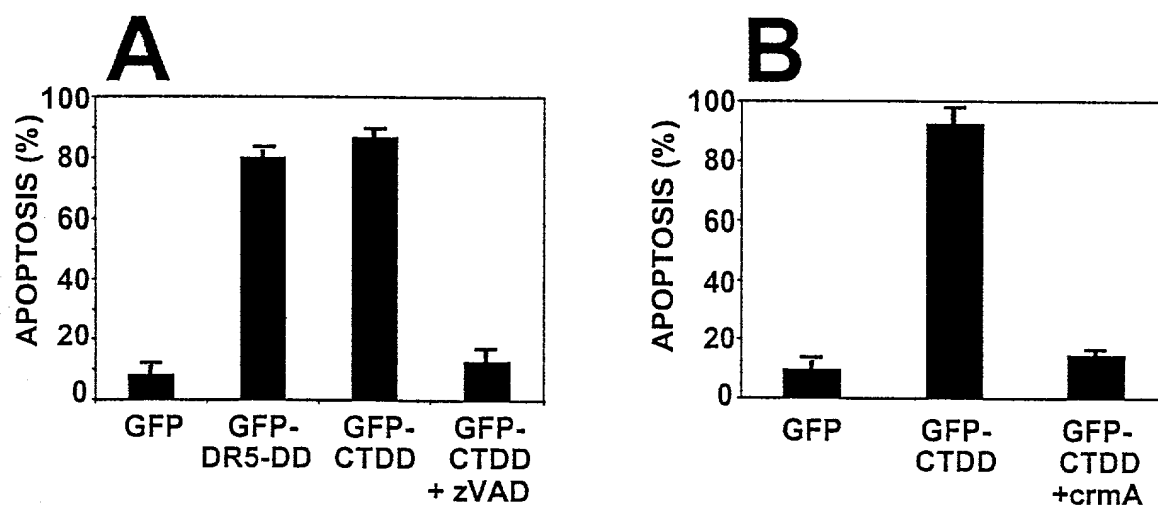 A
APOPTOSIS (%)
100
80
60
40
20
0
GFP
GFP-
DR5-DD
GFP-
CTDD
GFP-
CTDD
+ zVAD
B
APOPTOSIS (%)
100
80
60
40
20
0
GFP
GFP-
CTDD
GFP-
CTDD
+crmA